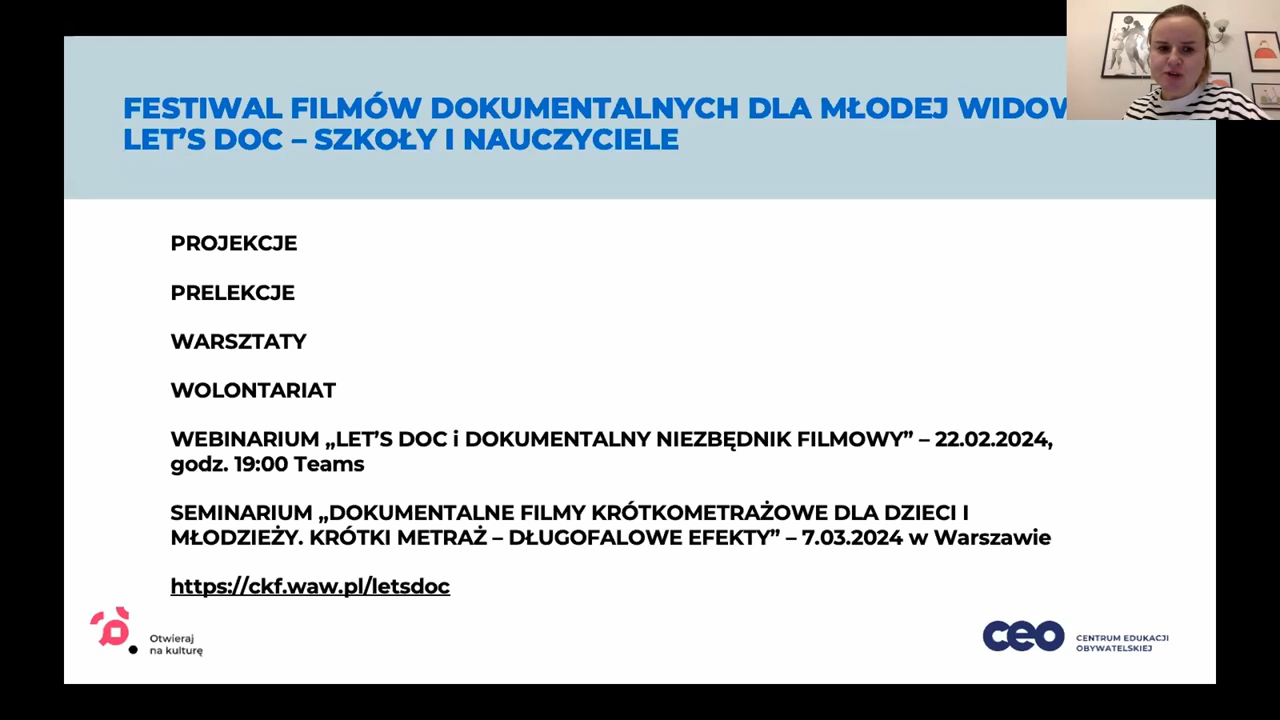 FESTIWAL FILMÓW DOKUMENTALNYCH DLA MŁODEJ
LET'S DOC – SZKOŁY I NAUCZYCIELE
PROJEKCJE
PRELEKCJE
WARSZTATY
WOLONTARIAT
WEBINARIUM „LET'S DOC i DOKUMENTALNY NIEZBĘDNIK FILMOWY” – 22.02.2024,
godz. 19:00 Teams
SEMINARIUM „DOKUMENTALNE FILMY KRÓTKOMETRAŻOWE DLA DZIECI I
MŁODZIEŻY. KRÓTKI METRAŻ – DŁUGOFALOWE EFEKTY” – 7.03.2024 w Warszawie
https://ckf.waw.pl/letsdoc
Otwieraj
na kulturę
ceo
CENTRUM EDUKACJI
OBYWATELSKIEJ